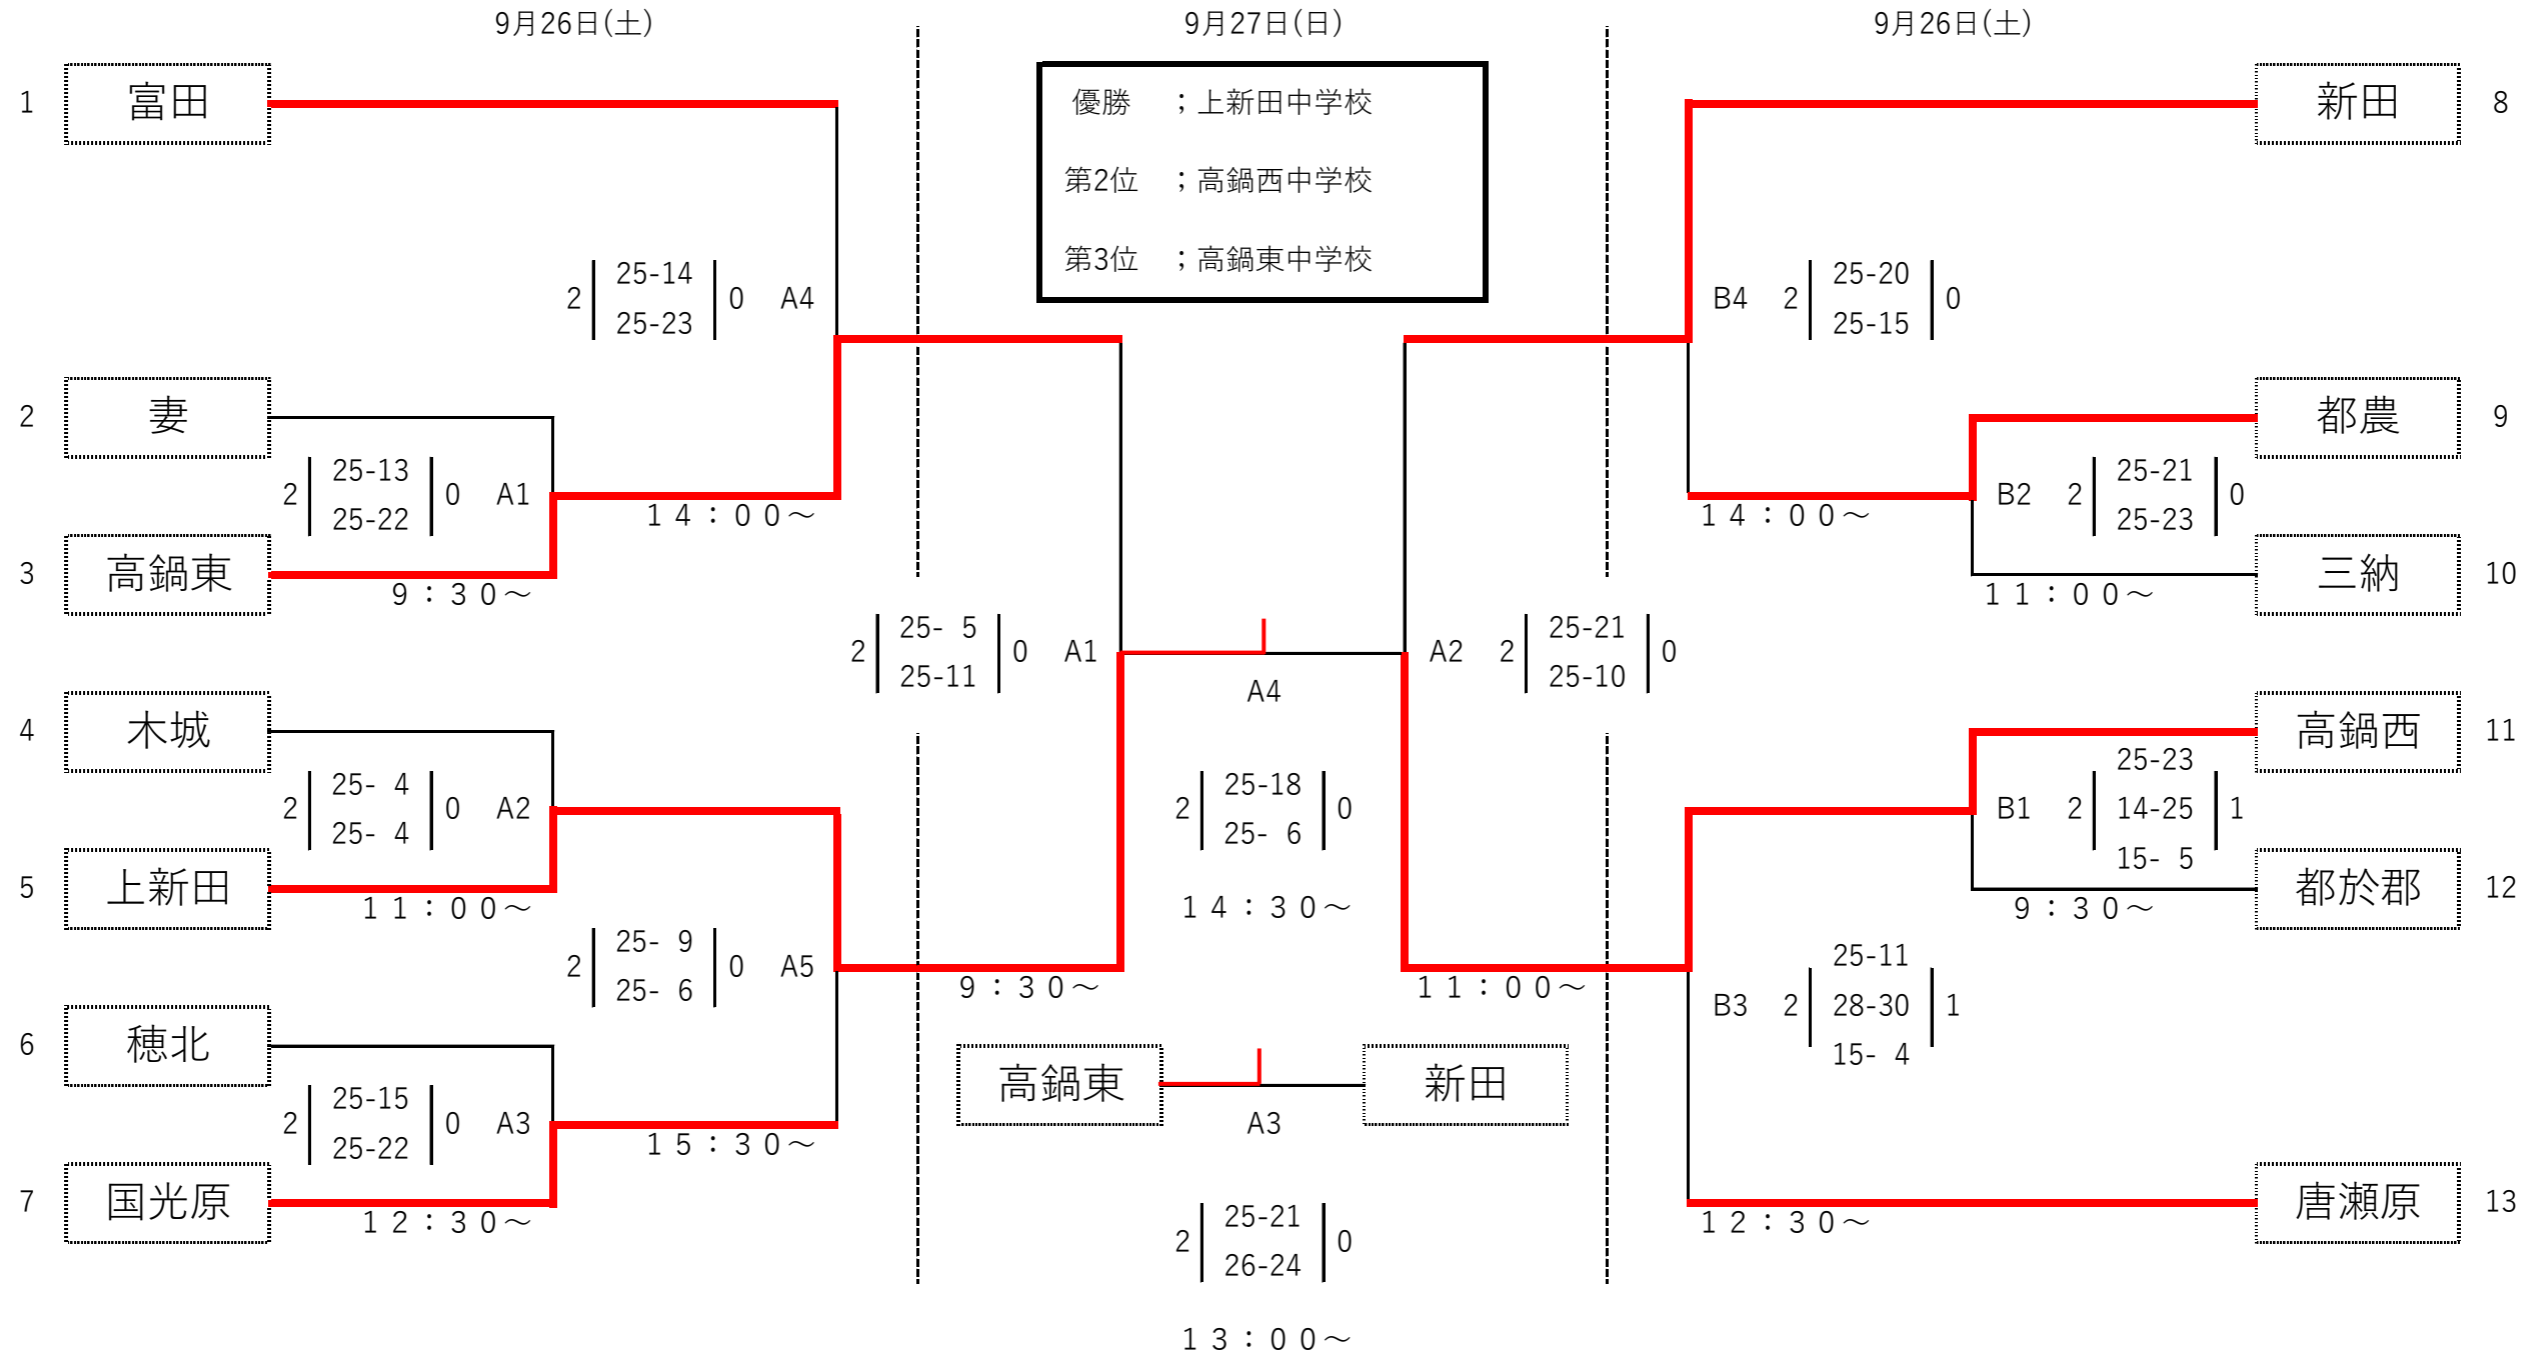 9月26日(土)
9月27日(日)
9月26日(土)
優勝 ；上新田中学校
第2位 ；高鍋西中学校
第3位 ；高鍋東中学校
1 富田
25-14
2 0 A4
25-23
2 妻
25-13
2 0 A1
25-22
14：00～
3 高鍋東
9：30～
25- 5
2 0 A1
25-11
4 木城
25- 4
2 0 A2
25- 4
5 上新田
11：00～
25- 9
2 0 A5
25- 6
9：30～
6 穂北
25-15
2 0 A3
25-22
15：30～
7 国光原
12：30～
A4
25-18
2 0
25- 6
14：30～
高鍋東 新田
A3
25-21
2 0
26-24
13：00～
新田 8
25-20
B4 2 0
25-15
都農 9
25-21
B2 2 0
25-23
14：00～
三納 10
11：00～
25-21
A2 2 0
25-10
高鍋西 11
25-23
B1 2 14-25 1
15- 5
都於郡 12
9：30～
25-11
11：00～
B3 2 28-30 1
15- 4
唐瀬原 13
12：30～